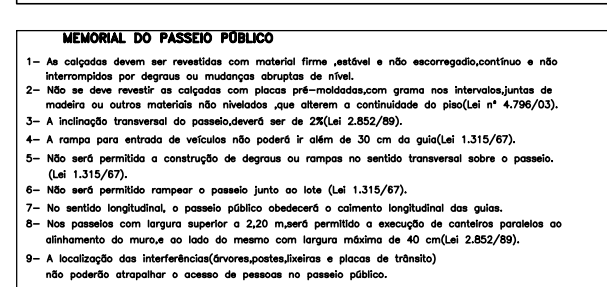 MEMORIAL DO PASSEIO PÚBLICO
1- As calçadas devem ser revestidas com material firme ,estável e não escorregadio,contínuo e não
interrompidos por degraus ou mudanças abruptas de nível.
2- Não se deve revestir as calçadas com placas pré-moldadas,com grama nos intervalos,juntas de
madeira ou outros materiais não nivelados ,que alterem a continuidade do piso(Lei n° 4.796/03).
3- A inclinação transversal do passeio,deverá ser de 2%(Lei 2.852/89).
4- A rampa para entrada de veículos não poderá ir além de 30 cm da guia(Lei 1.315/67).
5- Não será permitida a construção de degraus ou rampas no sentido transversal sobre o passeio.
(Lei 1.315/67).
6- Não será permitido rampear o passeio junto ao lote (Lei 1.315/67).
7- No sentido longitudinal, o passeio público obedecerá o caimento longitudinal das guias.
8- Nos passeios com largura superior a 2,20 m,será permitido a execução de canteiros paralelos ao
alinhamento do muro,e ao lado do mesmo com largura máxima de 40 cm(Lei 2.852/89).
9- A localização das interferências(árvores,postes,lixeiras e placas de trânsito)
não poderão atrapalhar o acesso de pessoas no passeio público.